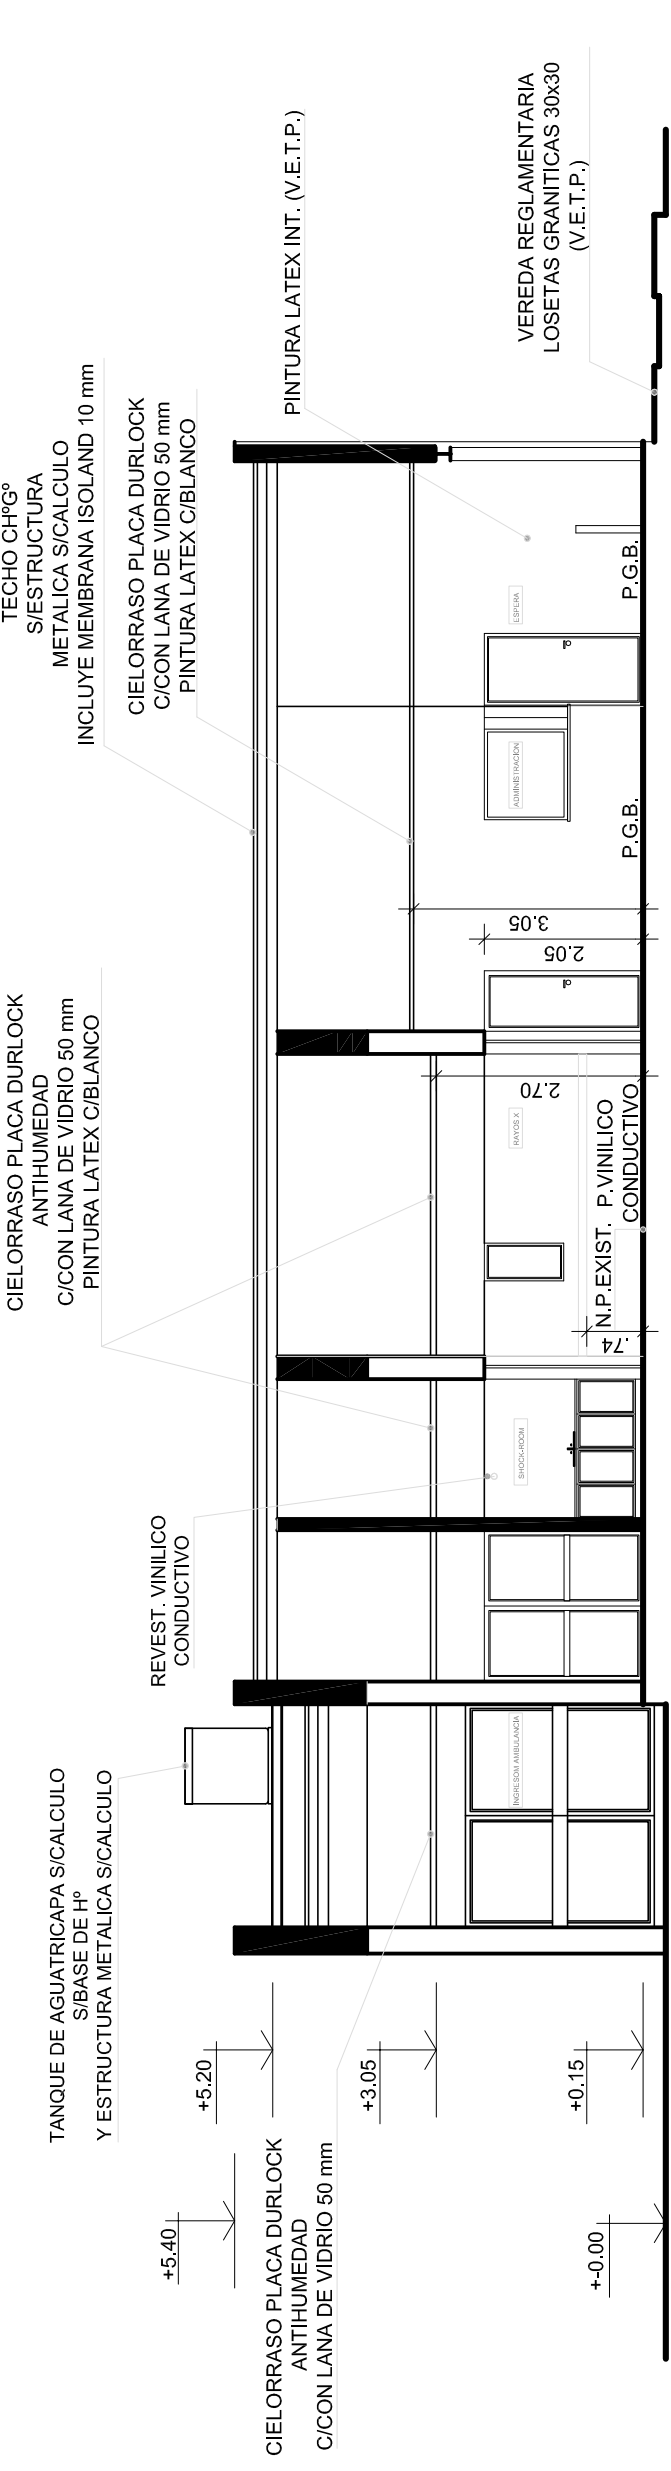 TANQUE DE AGUATRICAPA S/CALCULO
S/BASE DE Hº
Y ESTRUCTURA METALICA S/CALCULO
REVEST. VINILICO
CONDUCTIVO
CIELORRASO PLACA DURLOCK
ANTIHUMEDAD
C/CON LANA DE VIDRIO 50 mm
PINTURA LATEX C/BLANCO
TECHO CHºGº
S/ESTRUCTURA
METALICA S/CALCULO
INCLUYE MEMBRANA ISOLAND 10 mm
CIELORRASO PLACA DURLOCK
C/CON LANA DE VIDRIO 50 mm
PINTURA LATEX C/BLANCO
PINTURA LATEX INT. (V.E.T.P.)
VEREDA REGLAMENTARIA
LOSETAS GRANITICAS 30x30
(V.E.T.P.)
+5.40
+5.20
+3.05
+0.15
+-0.00
CIELORRASO PLACA DURLOCK
ANTIHUMEDAD
C/CON LANA DE VIDRIO 50 mm
INGRESOM AMBULANCIA
SHOCK-ROOM
RAYOS X
ADMINISTRACION
ESPERA
.74
2.70
2.05
3.05
N.P.EXIST.
P.VINILICO
CONDUCTIVO
P.G.B.
P.G.B.